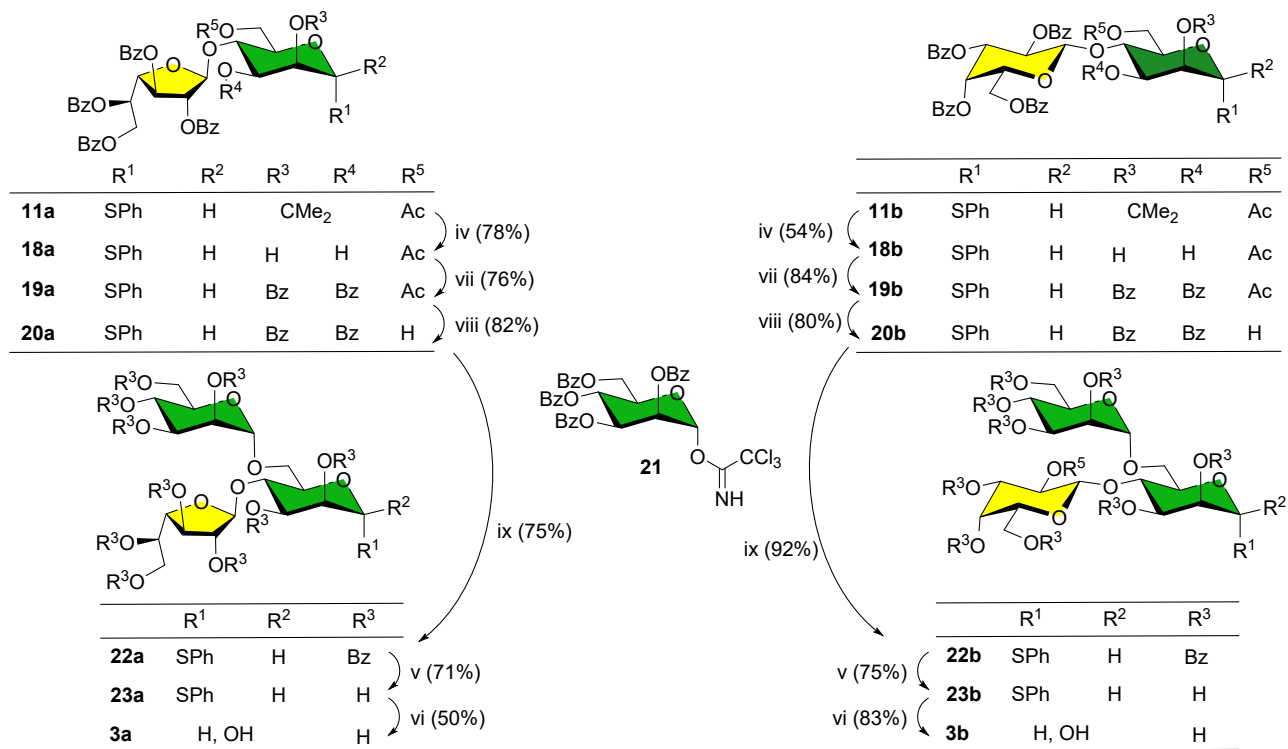 R⁵O OR³
BzO O O O
BzO O R² R⁴ R¹
BzO BzO OBz
R¹ R² R³ R⁴ R⁵
11a SPh H CMe₂ Ac
iv (78%)
18a SPh H H H Ac
vii (76%)
19a SPh H Bz Bz Ac
viii (82%)
20a SPh H Bz Bz H
R⁵O OR³
BzO OBz O O R⁴O R²
O R¹
BzO OBz
R¹ R² R³ R⁴ R⁵
11b SPh H CMe₂ Ac
iv (54%)
18b SPh H H H Ac
vii (84%)
19b SPh H Bz Bz Ac
viii (80%)
20b SPh H Bz Bz H
BzO OBz
BzO O
BzO
O CCl₃
21
NH
R³O OR³
R³O O
R³O
O OR³
R³O O O O
R³O R³O R²
OR³ R¹
R³O
ix (75%)
R¹ R² R³
22a SPh H Bz
v (71%)
23a SPh H H
vi (50%)
3a H, OH H
R³O OR³
R³O O
R³O
O OR³
OR⁵ O O
R³O R³O R²
O R¹
R³O OR³
ix (92%)
R¹ R² R³
22b SPh H Bz
v (75%)
23b SPh H H
vi (83%)
3b H, OH H